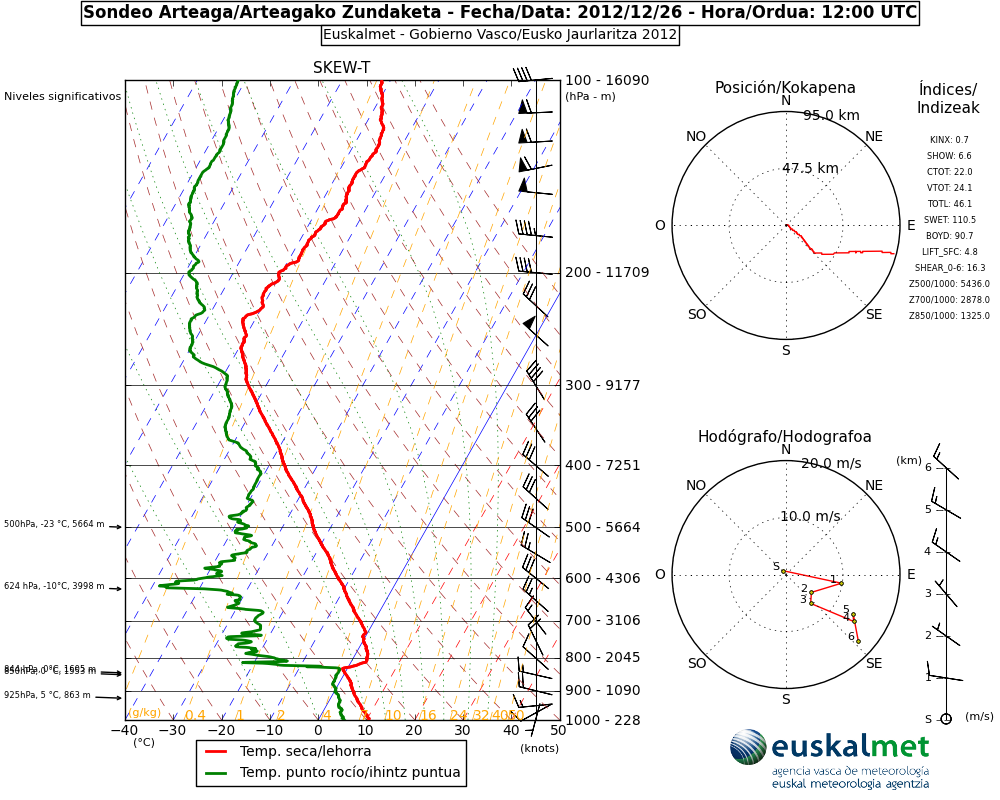 Sondeo Arteaga/Arteagako Zundaketa - Fecha/Data: 2012/12/26 - Hora/Ordua: 12:00 UTC
Euskalmet - Gobierno Vasco/Eusko Jaurlaritza 2012
SKEW-T
Niveles significativos
100 - 16090
(hPa - m)
200 - 11709
300 - 9177
400 - 7251
500 - 5664
600 - 4306
700 - 3106
800 - 2045
900 - 1090
1000 - 228
500hPa, -23 °C, 5664 m
624 hPa, -10°C, 3998 m
925hPa, 5 °C, 863 m
(g/kg) 0.4 1 2 4 10 16 24 32
−40 −30 −20 −10 0 10 20 30 40 50
(°C)
(knots)
Temp. seca/lehorra
Temp. punto rocío/ihintz puntua
Posición/Kokapena
N
95.0 km
NO
NE
47.5 km
O
E
SO
SE
S
Índices/
Indizeak
KINX: 0.7
SHOW: 6.6
CTOT: 22.0
VTOT: 24.1
TOTL: 46.1
SWET: 110.5
BOYD: 90.7
LIFT_SFC: 4.8
SHEAR_0-6: 16.3
Z500/1000: 5436.0
Z700/1000: 2878.0
Z850/1000: 1325.0
Hodógrafo/Hodografoa
N
20.0 m/s
NO
NE
10.0 m/s
O
E
S
1
2
3
5
4
6
SO
SE
S
(km)
6
5
4
3
2
1
S
(m/s)
euskalmet
agencia vasca de meteorología
euskal meteorologia agentzia